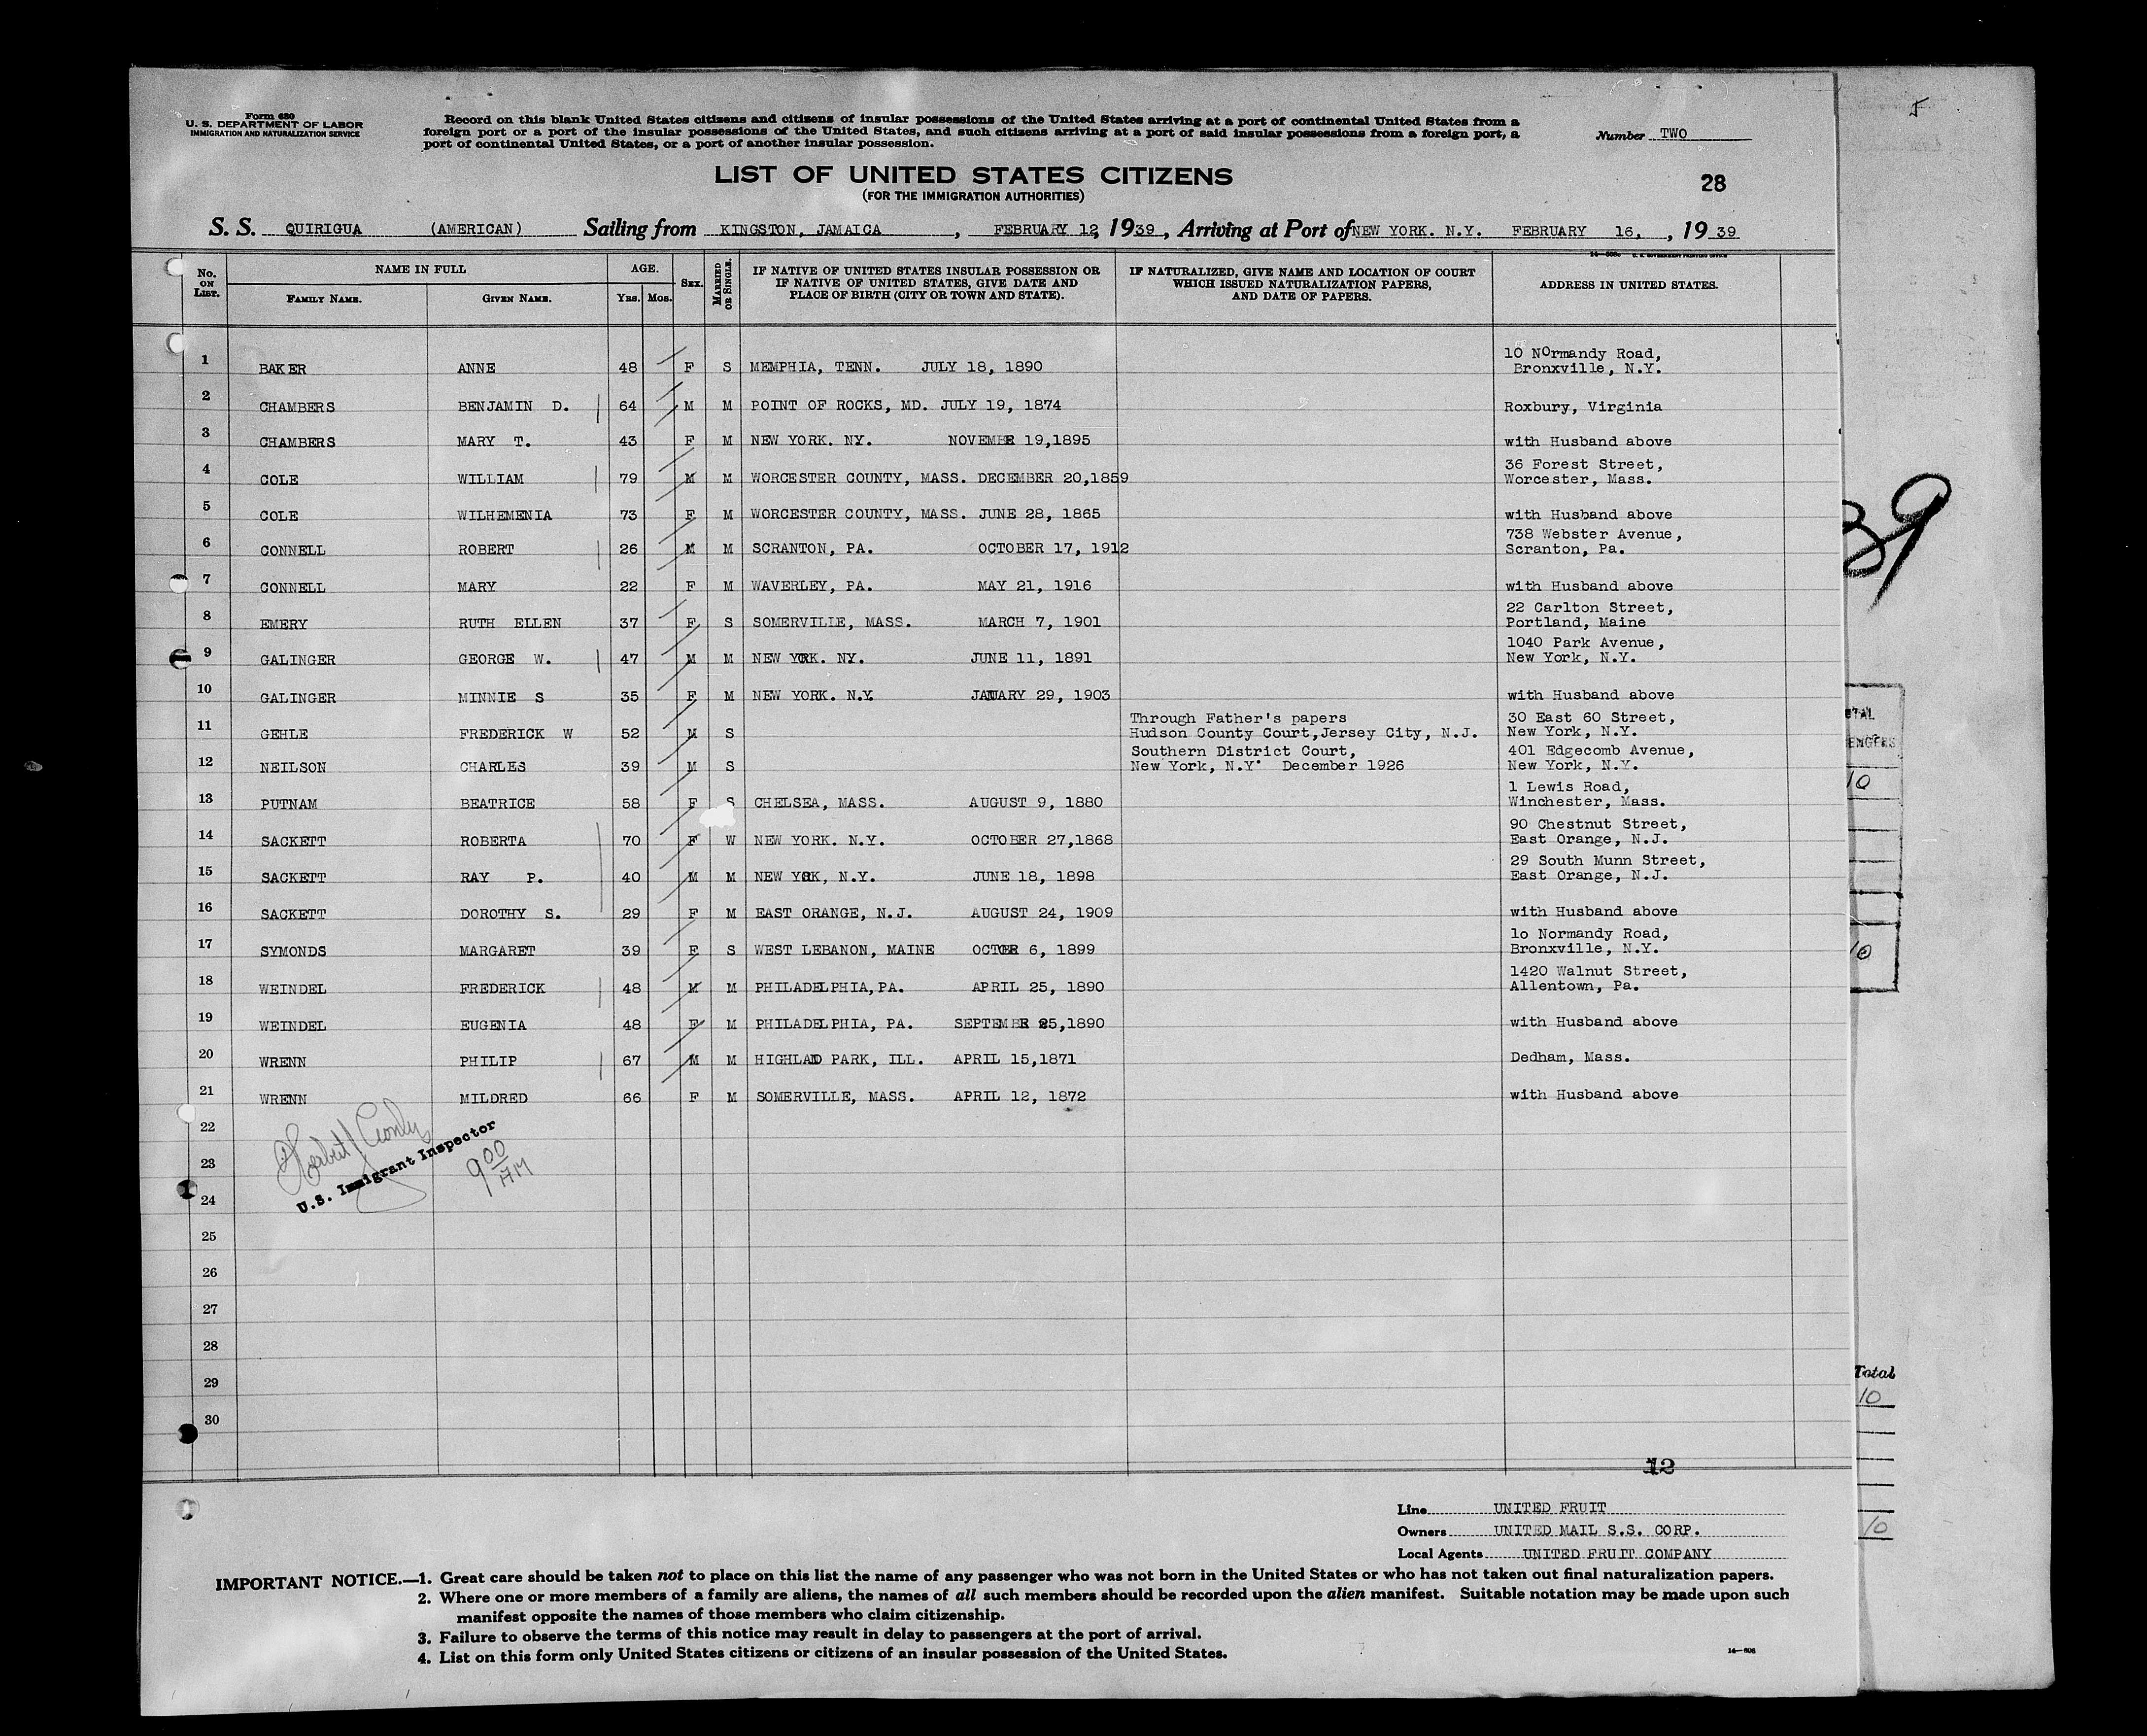 Form 630
U. S. DEPARTMENT OF LABOR
IMMIGRATION AND NATURALIZATION SERVICE
Record on this blank United States citizens and citizens of insular possessions of the United States arriving at a port of continental United States from a
foreign port or a port of the insular possessions of the United States, and such citizens arriving at a port of said insular possessions from a foreign port, a
port of continental United States, or a port of another insular possession.
Number TWO
5
LIST OF UNITED STATES CITIZENS
(FOR THE IMMIGRATION AUTHORITIES)
28
S. S. QUIRIGUA (AMERICAN) Sailing from KINGSTON, JAMAICA , FEBRUARY 12, 1939, Arriving at Port of NEW YORK. N.Y. FEBRUARY 16, , 19 39
No. ON LIST. NAME IN FULL AGE. SEX. MARRIED OR SINGLE. IF NATIVE OF UNITED STATES INSULAR POSSESSION OR IF NATIVE OF UNITED STATES, GIVE DATE AND PLACE OF BIRTH (CITY OR TOWN AND STATE). IF NATURALIZED, GIVE NAME AND LOCATION OF COURT WHICH ISSUED NATURALIZATION PAPERS, AND DATE OF PAPERS. ADDRESS IN UNITED STATES.
FAMILY NAME. GIVEN NAME. YRS. MOS.
1 BAKER ANNE 48 F S MEMPHIA, TENN. JULY 18, 1890 10 NOrmandy Road, Bronxville, N.Y.
2 CHAMBERS BENJAMIN D. 64 M M POINT OF ROCKS, MD. JULY 19, 1874 Roxbury, Virginia
3 CHAMBERS MARY T. 43 F M NEW YORK. NY. NOVEMBER 19,1895 with Husband above
4 COLE WILLIAM 79 M M WORCESTER COUNTY, MASS. DECEMBER 20,1859 36 Forest Street, Worcester, Mass.
5 COLE WILHEMENIA 73 F M WORCESTER COUNTY, MASS. JUNE 28, 1865 with Husband above
6 CONNELL ROBERT 26 M M SCRANTON, PA. OCTOBER 17, 1912 738 Webster Avenue, Scranton, Pa.
7 CONNELL MARY 22 F M WAVERLEY, PA. MAY 21, 1916 with Husband above
8 EMERY RUTH ELLEN 37 F S SOMERVILLE, MASS. MARCH 7, 1901 22 Carlton Street, Portland, Maine
9 GALINGER GEORGE W. 47 M M NEW YORK. NY. JUNE 11, 1891 1040 Park Avenue, New York, N.Y.
10 GALINGER MINNIE S 35 F M NEW YORK. N.Y. JANUARY 29, 1903 with Husband above
11 GEHLE FREDERICK W 52 M S Through Father's papers Hudson County Court,Jersey City, N.J. 30 East 60 Street, New York, N.Y.
12 NEILSON CHARLES 39 M S Southern District Court, New York, N.Y. December 1926 401 Edgecomb Avenue, New York, N.Y.
13 PUTNAM BEATRICE 58 F S CHELSEA, MASS. AUGUST 9, 1880 1 Lewis Road, Winchester, Mass.
14 SACKETT ROBERTA 70 F W NEW YORK. N.Y. OCTOBER 27,1868 90 Chestnut Street, East Orange, N.J.
15 SACKETT RAY P. 40 M M NEW YORK, N.Y. JUNE 18, 1898 29 South Munn Street, East Orange, N.J.
16 SACKETT DOROTHY S. 29 F M EAST ORANGE, N.J. AUGUST 24, 1909 with Husband above
17 SYMONDS MARGARET 39 F S WEST LEBANON, MAINE OCTOBER 6, 1899 lo Normandy Road, Bronxville, N.Y.
18 WEINDEL FREDERICK 48 M M PHILADELPHIA,PA. APRIL 25, 1890 1420 Walnut Street, Allentown, Pa.
19 WEINDEL EUGENIA 48 F M PHILADELPHIA, PA. SEPTEMBER 25,1890 with Husband above
20 WRENN PHILIP 67 M M HIGHLAND PARK, ILL. APRIL 15,1871 Dedham, Mass.
21 WRENN MILDRED 66 F M SOMERVILLE, MASS. APRIL 12, 1872 with Husband above
22
23
24
U.S. Immigrant Inspector
9 00 AM
25
26
27
28
29
30
39
10
10
Total
10
10
12
Line UNITED FRUIT
Owners UNITED MAIL S.S. CORP.
Local Agents UNITED FRUIT COMPANY
IMPORTANT NOTICE.—1. Great care should be taken not to place on this list the name of any passenger who was not born in the United States or who has not taken out final naturalization papers.
2. Where one or more members of a family are aliens, the names of all such members should be recorded upon the alien manifest. Suitable notation may be made upon such
manifest opposite the names of those members who claim citizenship.
3. Failure to observe the terms of this notice may result in delay to passengers at the port of arrival.
4. List on this form only United States citizens or citizens of an insular possession of the United States.